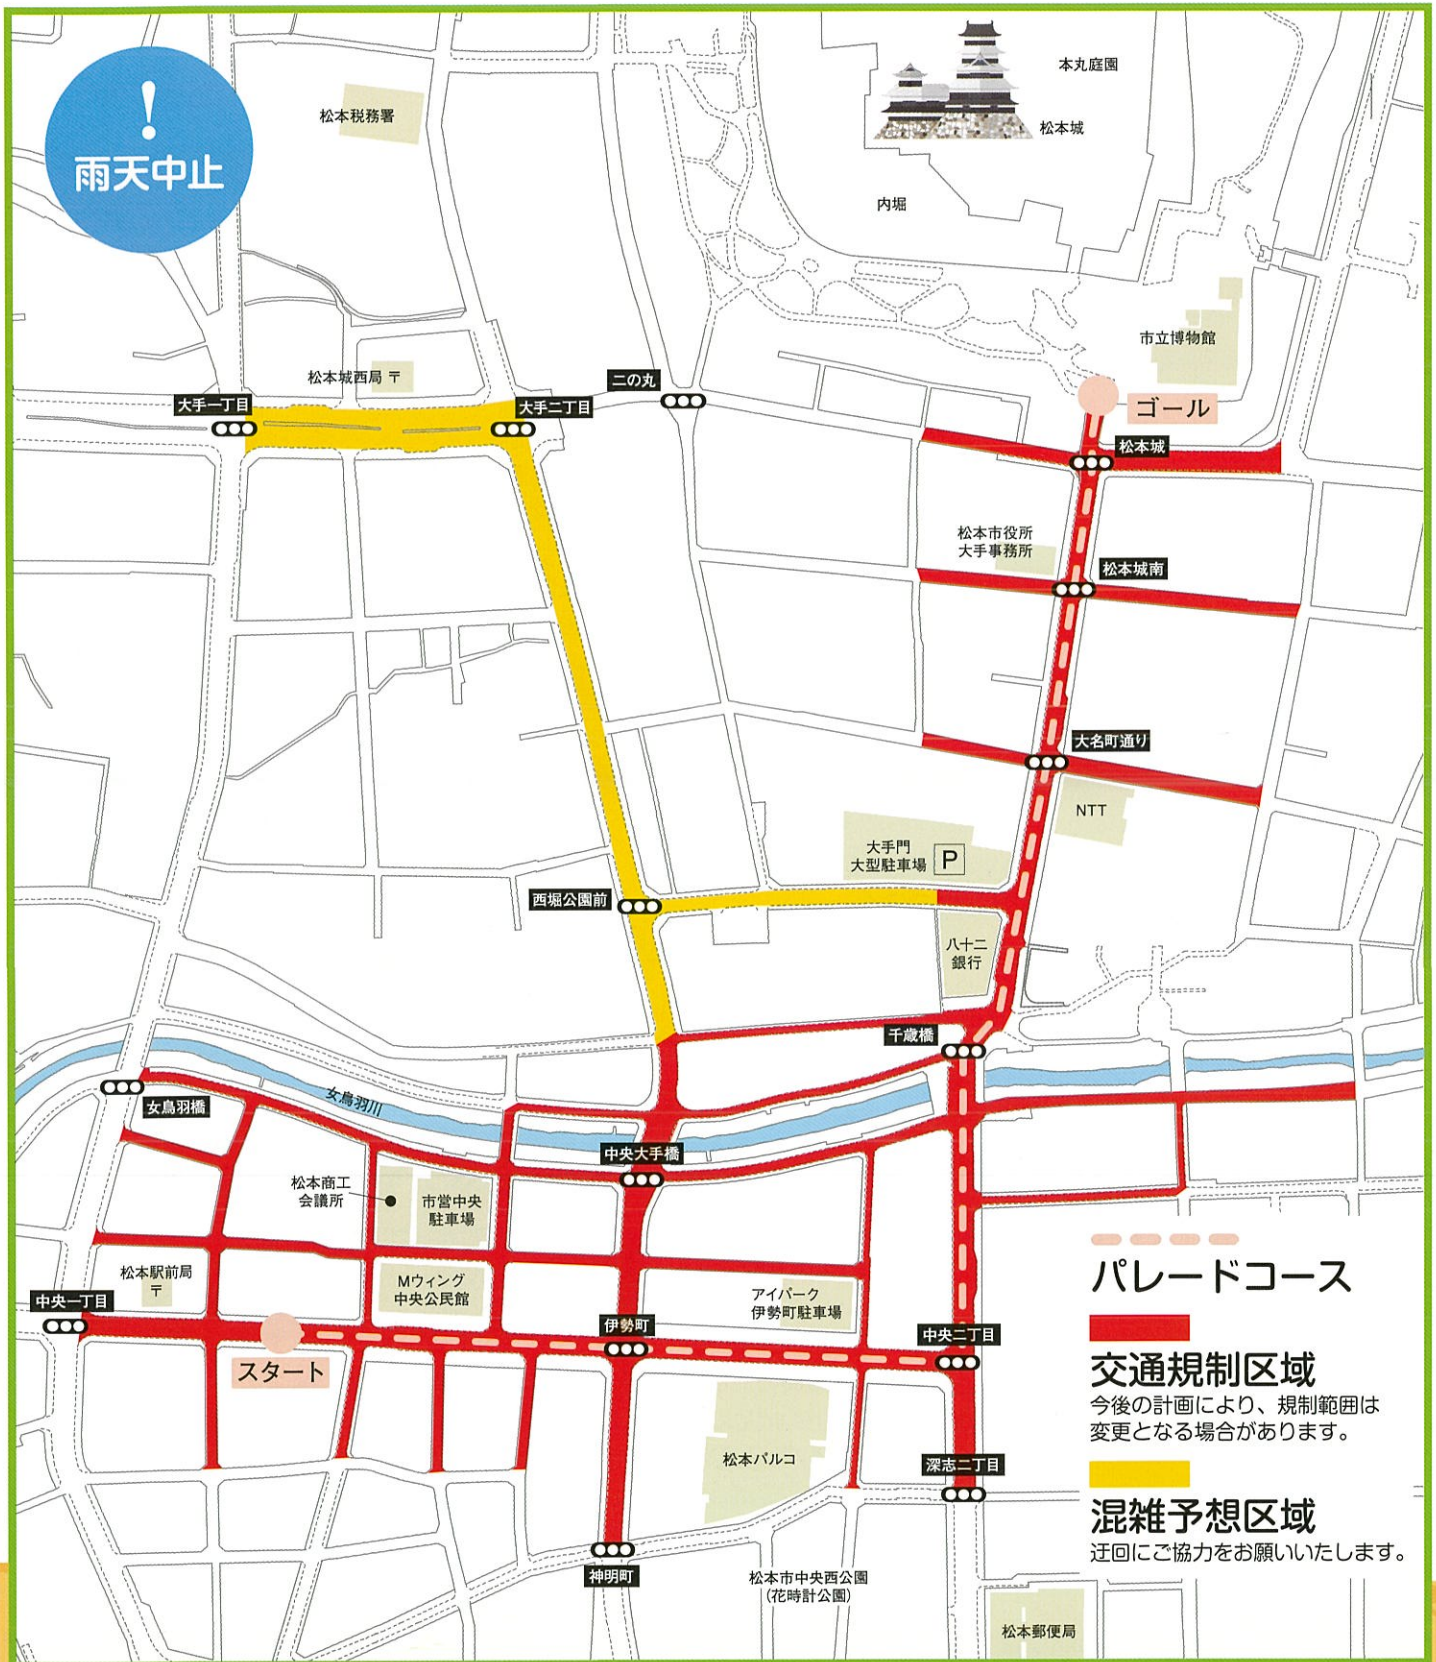 !
雨天中止
松本税務署
本丸庭園
松本城
内堀
市立博物館
松本城西局 〒
二の丸
大手一丁目
大手二丁目
ゴール
松本城
松本市役所
大手事務所
松本城南
大名町通り
NTT
大手門
大型駐車場 P
西堀公園前
八十二
銀行
千歳橋
女鳥羽川
女鳥羽橋
中央大手橋
松本商工
会議所
市営中央
駐車場
松本駅前局
〒
Mウィング
中央公民館
アイパーク
伊勢町駐車場
中央一丁目
伊勢町
中央二丁目
スタート
松本パルコ
深志二丁目
神明町
松本市中央西公園
(花時計公園)
松本郵便局
パレードコース
交通規制区域
今後の計画により、規制範囲は
変更となる場合があります。
混雑予想区域
迂回にご協力をお願いいたします。